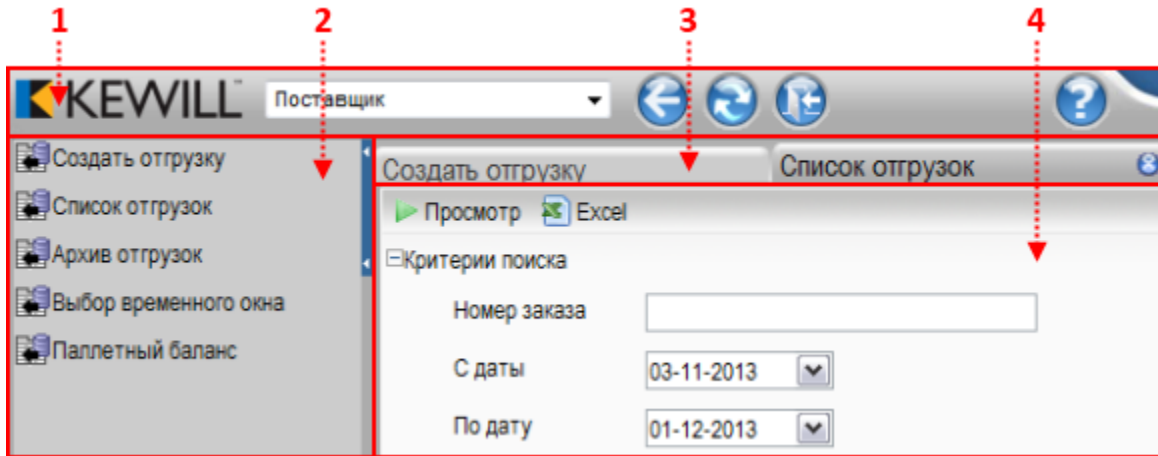 1 2 3 4
KEWILL™ Поставщик
Создать отгрузку
Список отгрузок
Архив отгрузок
Выбор временного окна
Паллетный баланс
Создать отгрузку Список отгрузок
Просмотр Excel
Критерии поиска
Номер заказа
С даты 03-11-2013
По дату 01-12-2013